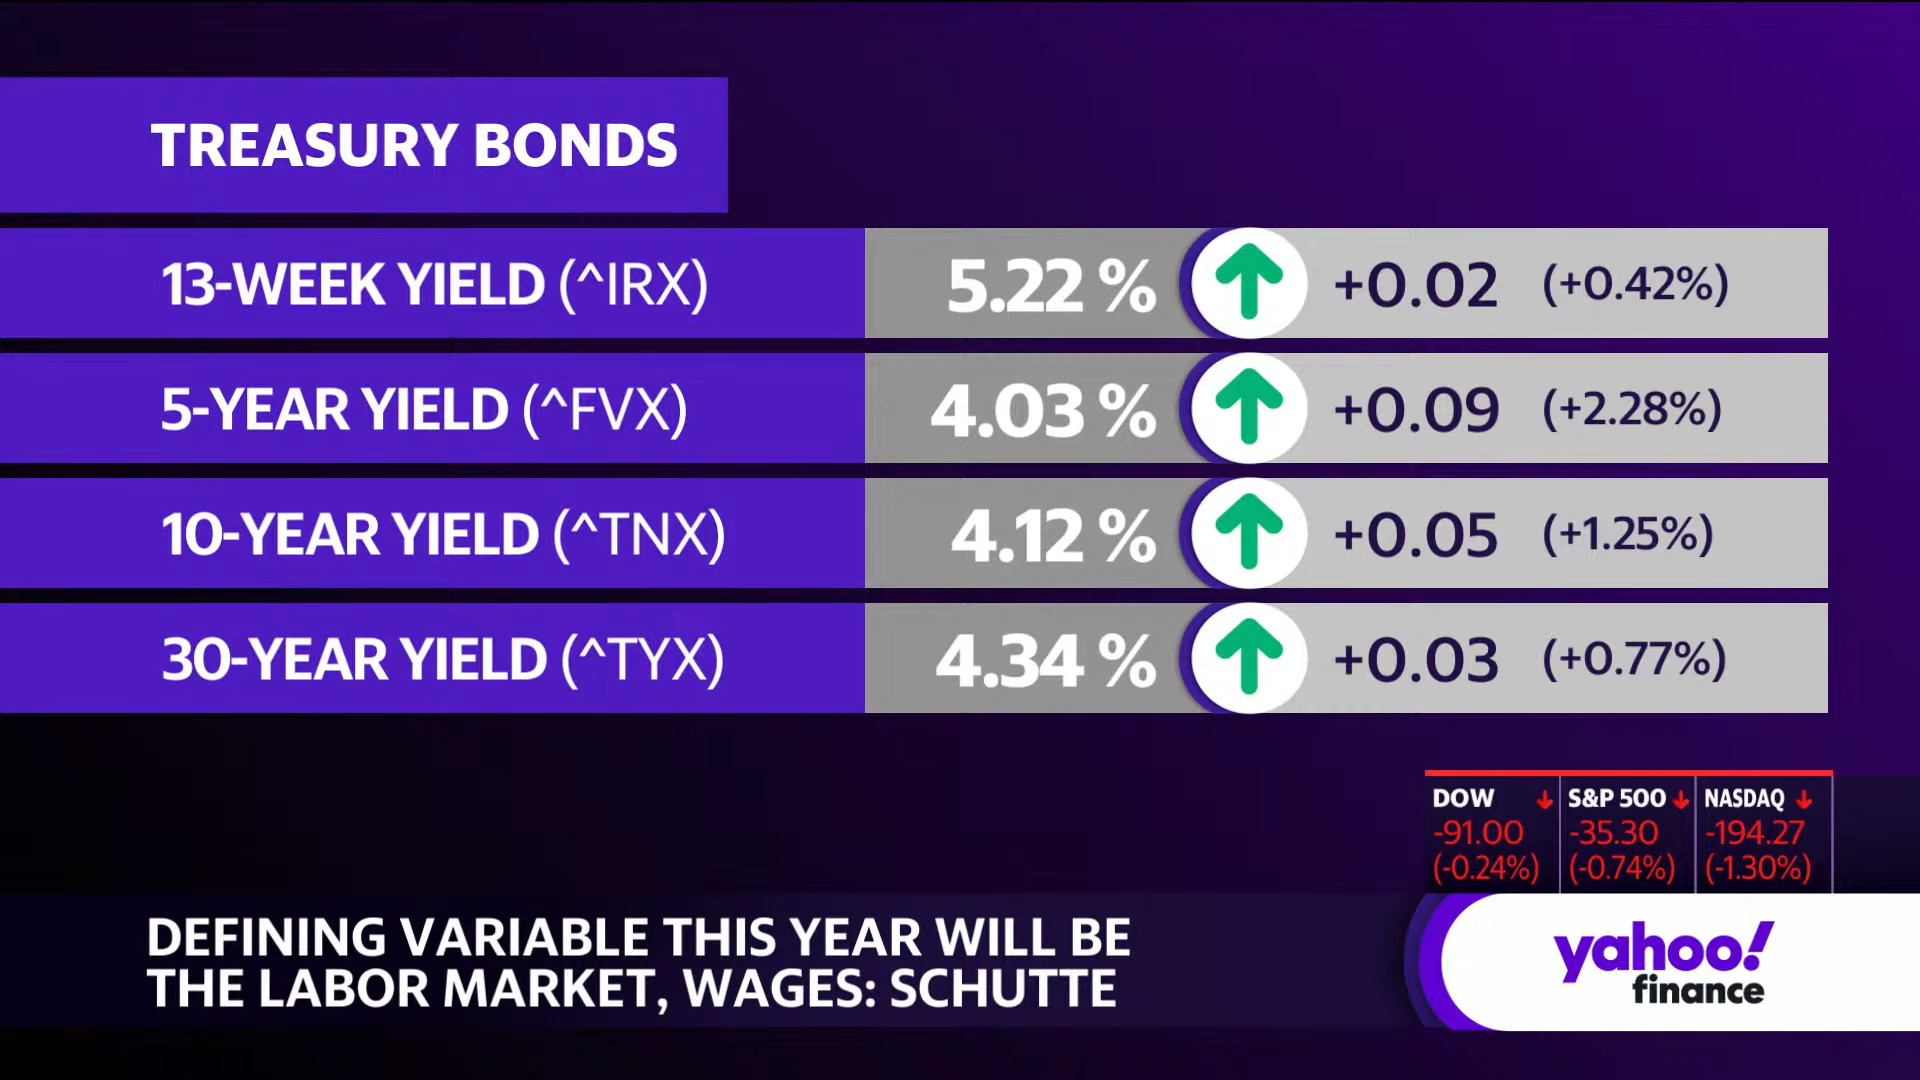 TREASURY BONDS
13-WEEK YIELD (^IRX) 5.22 % +0.02 (+0.42%)
5-YEAR YIELD (^FVX) 4.03 % +0.09 (+2.28%)
10-YEAR YIELD (^TNX) 4.12 % +0.05 (+1.25%)
30-YEAR YIELD (^TYX) 4.34 % +0.03 (+0.77%)
DOW S&P 500 NASDAQ
-91.00 -35.30 -194.27
(-0.24%) (-0.74%) (-1.30%)
DEFINING VARIABLE THIS YEAR WILL BE
THE LABOR MARKET, WAGES: SCHUTTE
yahoo!
finance